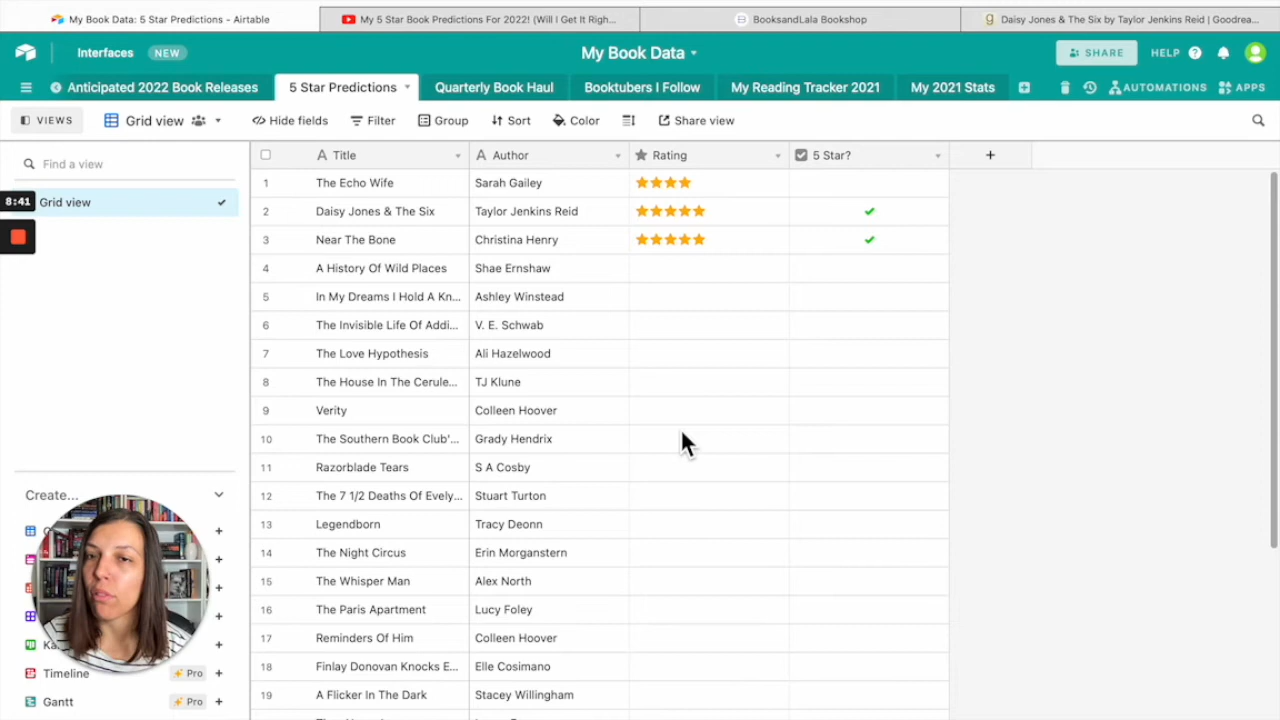 My Book Data: 5 Star Predictions - Airtable
My 5 Star Book Predictions For 2022! (Will I Get It Righ...
BooksandLala Bookshop
Daisy Jones & The Six by Taylor Jenkins Reid | Goodrea...
Interfaces NEW
My Book Data
SHARE
HELP
Anticipated 2022 Book Releases
5 Star Predictions
Quarterly Book Haul
Booktubers I Follow
My Reading Tracker 2021
My 2021 Stats
AUTOMATIONS
APPS
VIEWS
Grid view
Hide fields
Filter
Group
Sort
Color
Share view
Find a view
8:41
Grid view
Title Author Rating 5 Star?
1 The Echo Wife Sarah Gailey
2 Daisy Jones & The Six Taylor Jenkins Reid
3 Near The Bone Christina Henry
4 A History Of Wild Places Shae Ernshaw
5 In My Dreams I Hold A Kn... Ashley Winstead
6 The Invisible Life Of Addi... V. E. Schwab
7 The Love Hypothesis Ali Hazelwood
8 The House In The Cerule... TJ Klune
9 Verity Colleen Hoover
10 The Southern Book Club'... Grady Hendrix
11 Razorblade Tears S A Cosby
12 The 7 1/2 Deaths Of Evely... Stuart Turton
13 Legendborn Tracy Deonn
14 The Night Circus Erin Morganstern
15 The Whisper Man Alex North
16 The Paris Apartment Lucy Foley
17 Reminders Of Him Colleen Hoover
18 Finlay Donovan Knocks E... Elle Cosimano
19 A Flicker In The Dark Stacey Willingham
Create...
Timeline Pro
Gantt Pro